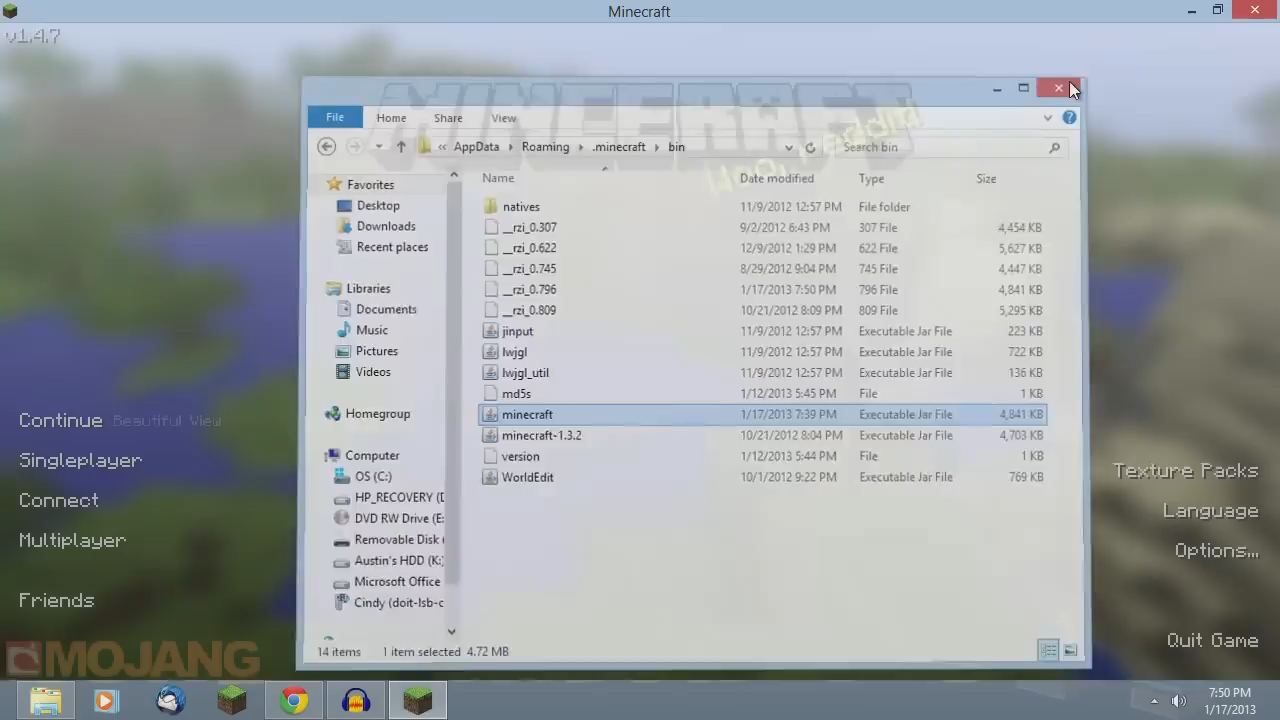 Minecraft
v1.4.7
MINECRAFT
File Home Share View
« AppData Roaming .minecraft bin Search bin
Name Date modified Type Size
Favorites
Desktop
Downloads
Recent places
Libraries
Documents
Music
Pictures
Videos
Homegroup
Computer
OS (C:)
HP_RECOVERY (D
DVD RW Drive (E:
Removable Disk (
Austin's HDD (K:)
Microsoft Office
Cindy (doit-lsb-c
natives 11/9/2012 12:57 PM File folder
__rzi_0.307 9/2/2012 6:43 PM 307 File 4,454 KB
__rzi_0.622 12/9/2012 1:29 PM 622 File 5,627 KB
__rzi_0.745 8/29/2012 9:04 PM 745 File 4,447 KB
__rzi_0.796 1/17/2013 7:50 PM 796 File 4,841 KB
__rzi_0.809 10/21/2012 8:09 PM 809 File 5,295 KB
jinput 11/9/2012 12:57 PM Executable Jar File 223 KB
lwjgl 11/9/2012 12:57 PM Executable Jar File 722 KB
lwjgl_util 11/9/2012 12:57 PM Executable Jar File 136 KB
md5s 1/12/2013 5:45 PM File 1 KB
minecraft 1/17/2013 7:39 PM Executable Jar File 4,841 KB
minecraft-1.3.2 10/21/2012 8:04 PM Executable Jar File 4,703 KB
version 1/12/2013 5:44 PM File 1 KB
WorldEdit 10/1/2012 9:22 PM Executable Jar File 769 KB
14 items 1 item selected 4.72 MB
Continue Beautiful View
Singleplayer
Connect
Multiplayer
Friends
MOJANG
Texture Packs
Language
Options...
Quit Game
7:50 PM
1/17/2013